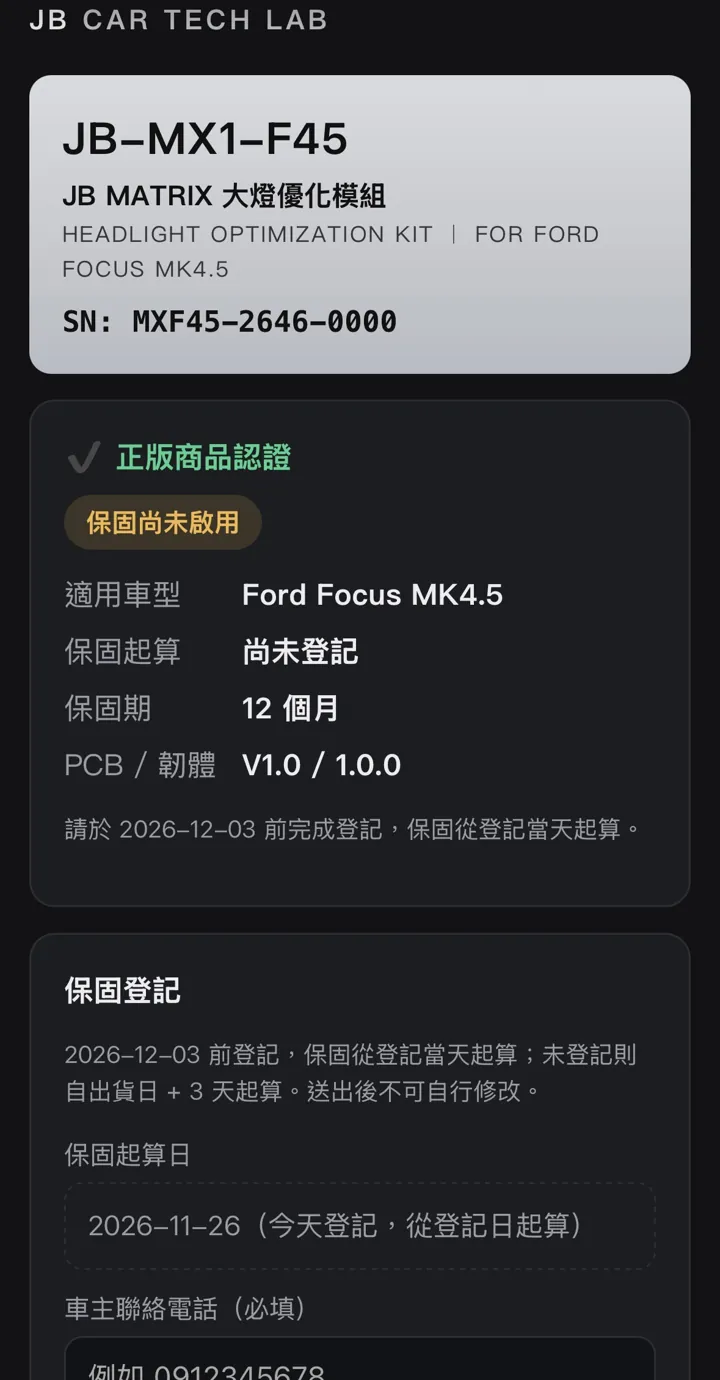 JB CAR TECH LAB
JB–MX1–F45
JB MATRIX 大燈優化模組
HEADLIGHT OPTIMIZATION KIT ｜ FOR FORD
FOCUS MK4.5
SN: MXF45–2646–0000
✔ 正版商品認證
保固尚未啟用
適用車型 Ford Focus MK4.5
保固起算 尚未登記
保固期 12 個月
PCB / 韌體 V1.0 / 1.0.0
請於 2026–12–03 前完成登記，保固從登記當天起算。
保固登記
2026–12–03 前登記，保固從登記當天起算；未登記則
自出貨日 + 3 天起算。送出後不可自行修改。
保固起算日
2026–11–26（今天登記，從登記日起算）
車主聯絡電話（必填）
例如 0912345678